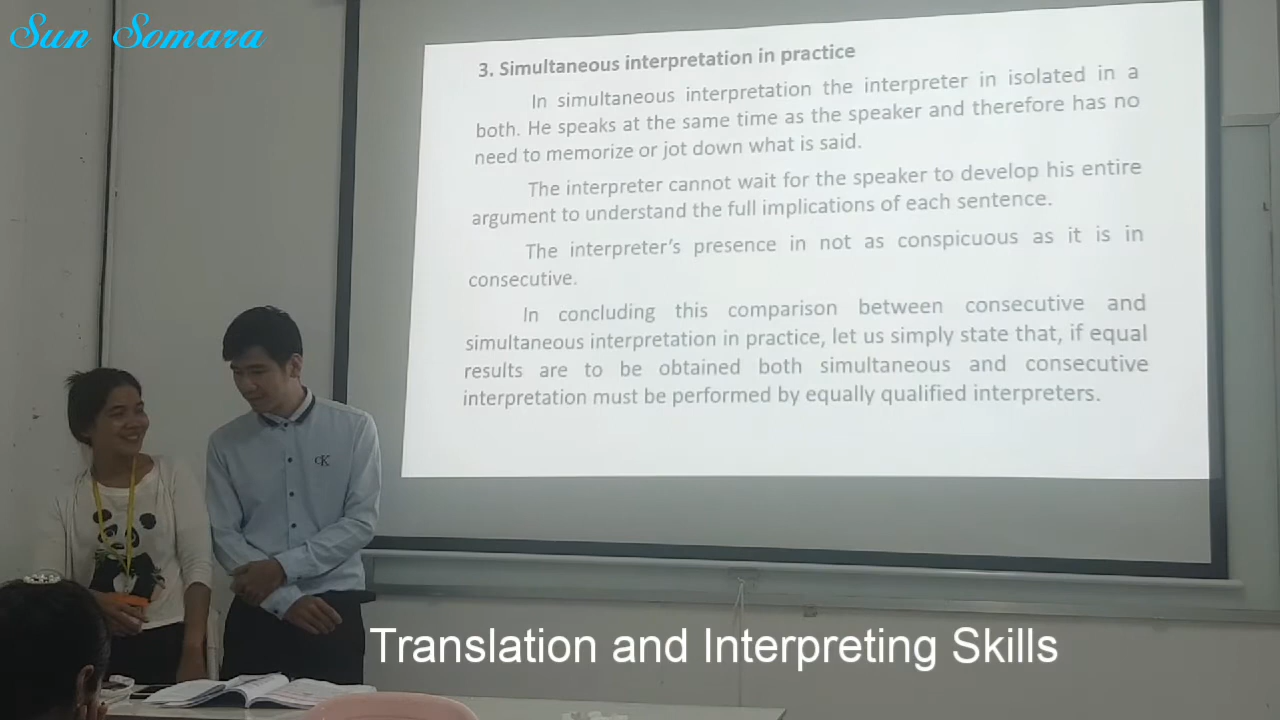 Sun Somara
3. Simultaneous interpretation in practice
In simultaneous interpretation the interpreter in isolated in a
both. He speaks at the same time as the speaker and therefore has no
need to memorize or jot down what is said.
The interpreter cannot wait for the speaker to develop his entire
argument to understand the full implications of each sentence.
The interpreter's presence in not as conspicuous as it is in
consecutive.
In concluding this comparison between consecutive and
simultaneous interpretation in practice, let us simply state that, if equal
results are to be obtained both simultaneous and consecutive
interpretation must be performed by equally qualified interpreters.
CK
Translation and Interpreting Skills